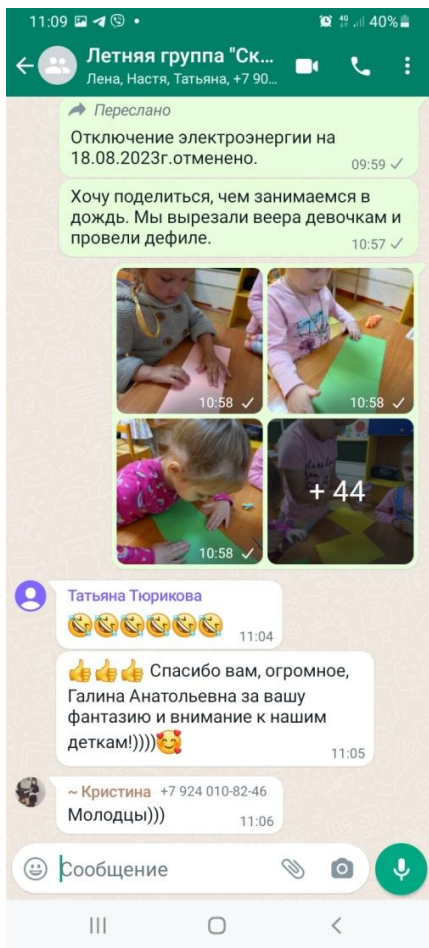 11:09
40%
Летняя группа "Ск...
Лена, Настя, Татьяна, +7 90...
Переслано
Отключение электроэнергии на
18.08.2023г.отменено.
09:59
Хочу поделиться, чем занимаемся в
дождь. Мы вырезали веера девочкам и
провели дефиле.
10:57
10:58
10:58
10:58
+ 44
Татьяна Тюрикова
🤣🤣🤣🤣🤣🤣
11:04
👍👍👍 Спасибо вам, огромное,
Галина Анатольевна за вашу
фантазию и внимание к нашим
деткам!))))🥰
11:05
~ Кристина +7 924 010-82-46
Молодцы)))
11:06
Сообщение